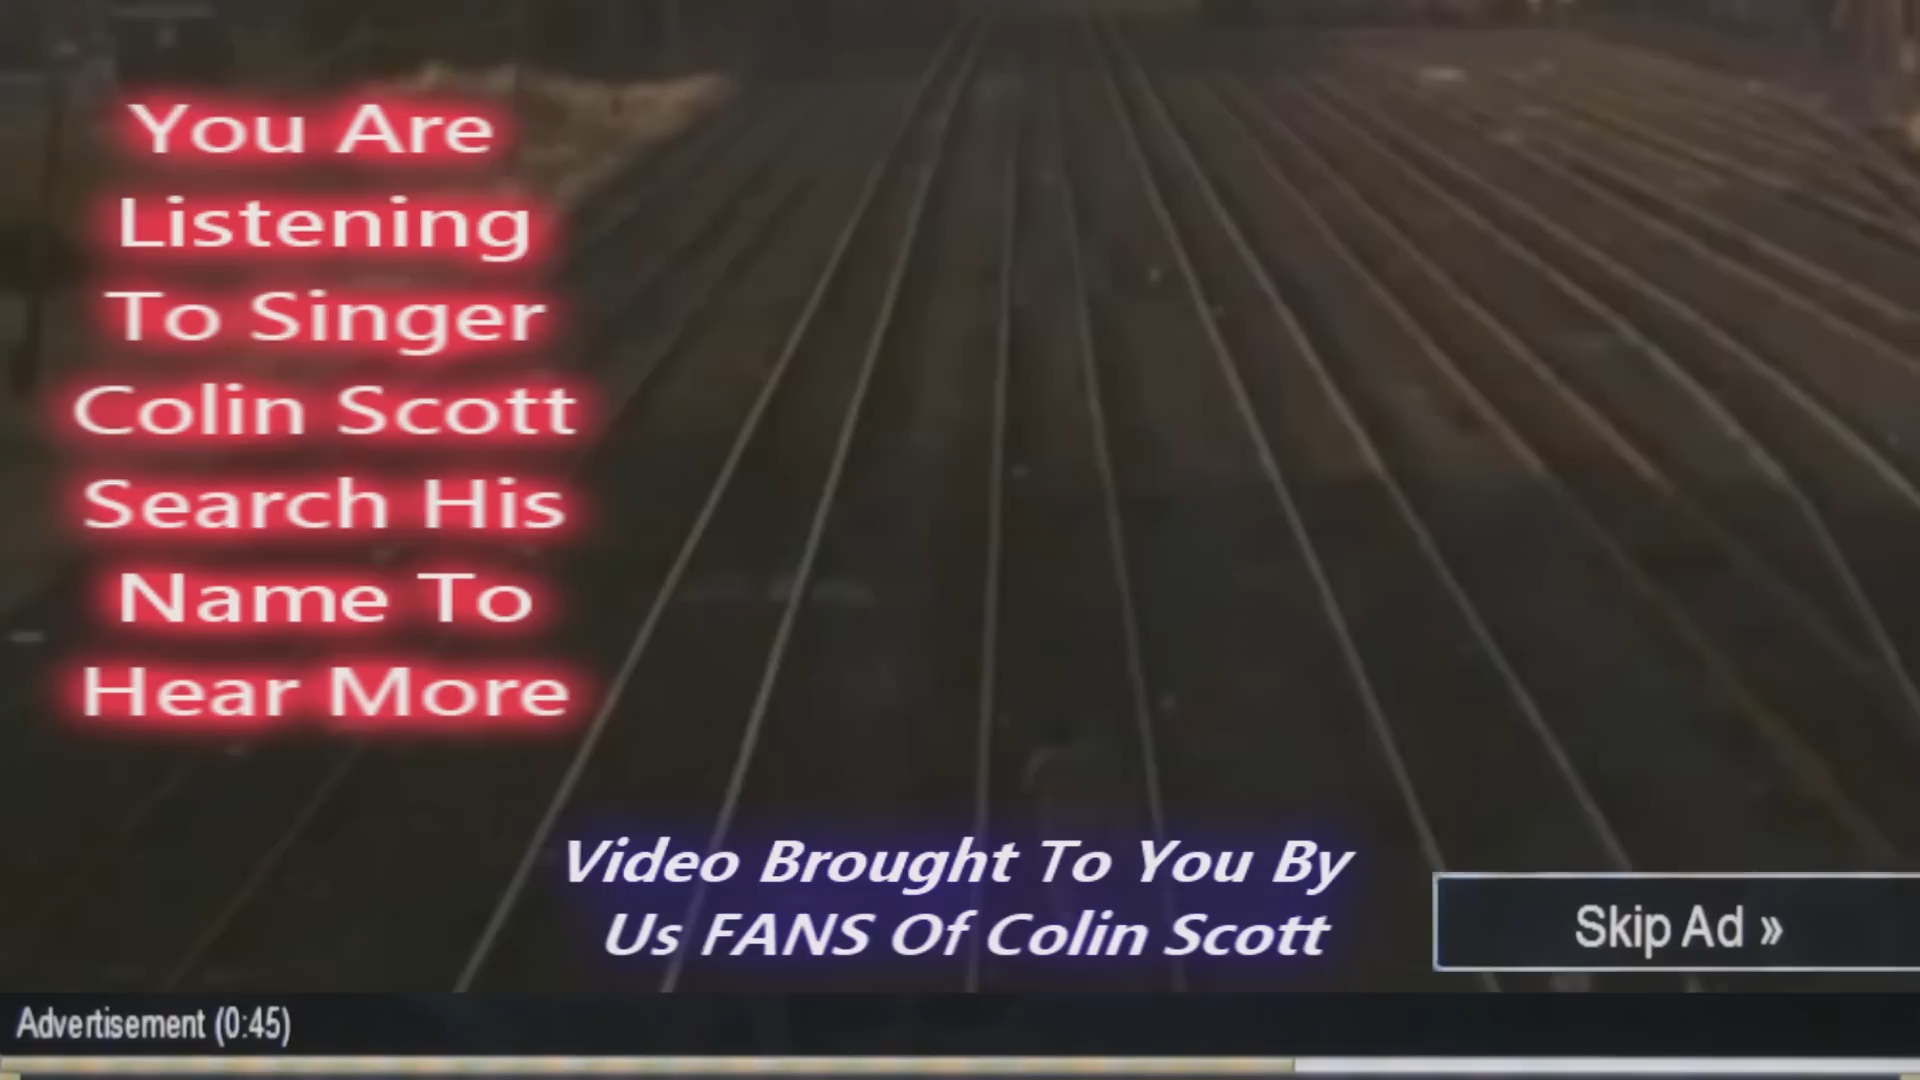 You Are
Listening
To Singer
Colin Scott
Search His
Name To
Hear More
Video Brought To You By
Us FANS Of Colin Scott
Skip Ad »
Advertisement (0:45)